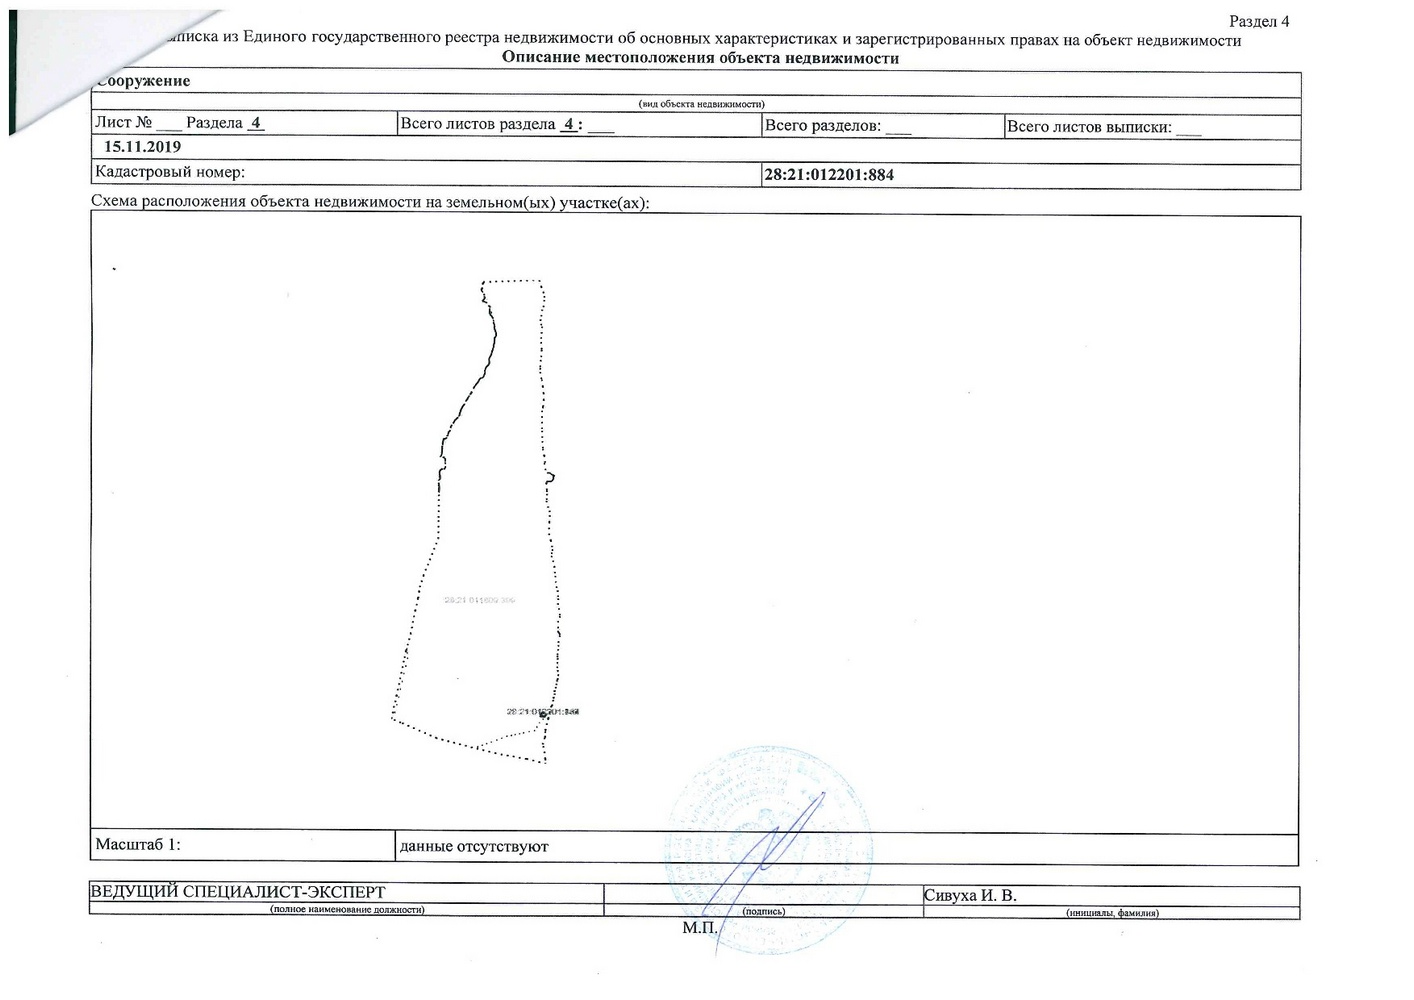 Раздел 4
из Единого государственного реестра недвижимости об основных характеристиках и зарегистрированных правах на объект недвижимости
Описание местоположения объекта недвижимости
Сооружение
(вид объекта недвижимости)
Лист № ___ Раздела 4 Всего листов раздела 4 : ___ Всего разделов: ___ Всего листов выписки: ___
15.11.2019
Кадастровый номер: 28:21:012201:884
Схема расположения объекта недвижимости на земельном(ых) участке(ах):
Масштаб 1: данные отсутствуют
ВЕДУЩИЙ СПЕЦИАЛИСТ-ЭКСПЕРТ Сивуха И. В.
(полное наименование должности) (подпись) (инициалы, фамилия)
М.П.